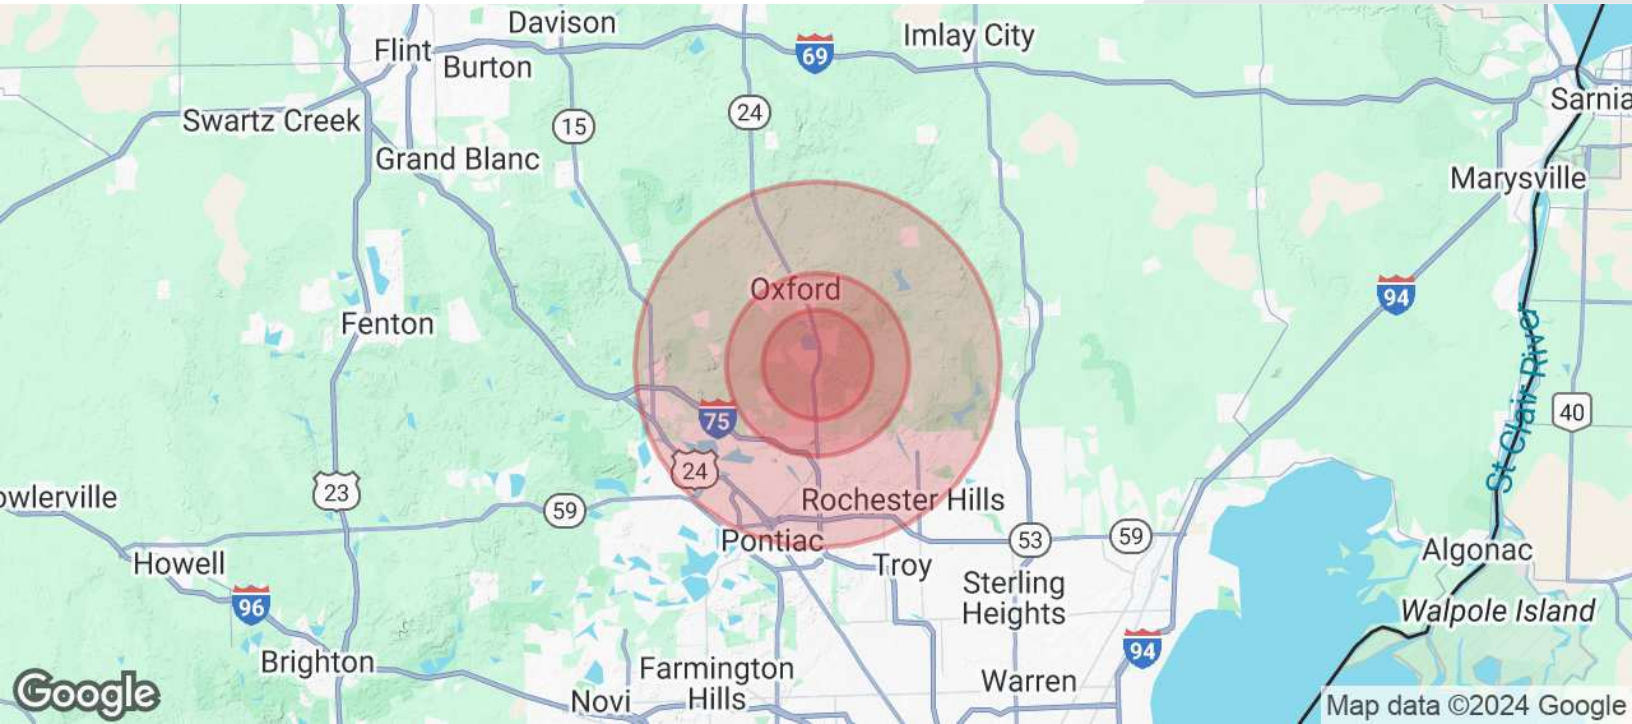 Davison
Imlay City
Flint
69
Burton
Sarnia
24
Swartz Creek
15
Grand Blanc
Marysville
Oxford
94
Fenton
St Clair River
40
75
24
23
owlerville
Rochester Hills
59
59
53
Pontiac
Algonac
Howell
Troy
Sterling
Heights
96
Walpole Island
94
Brighton
Farmington
Hills
Warren
Google
Novi
Map data ©2024 Google